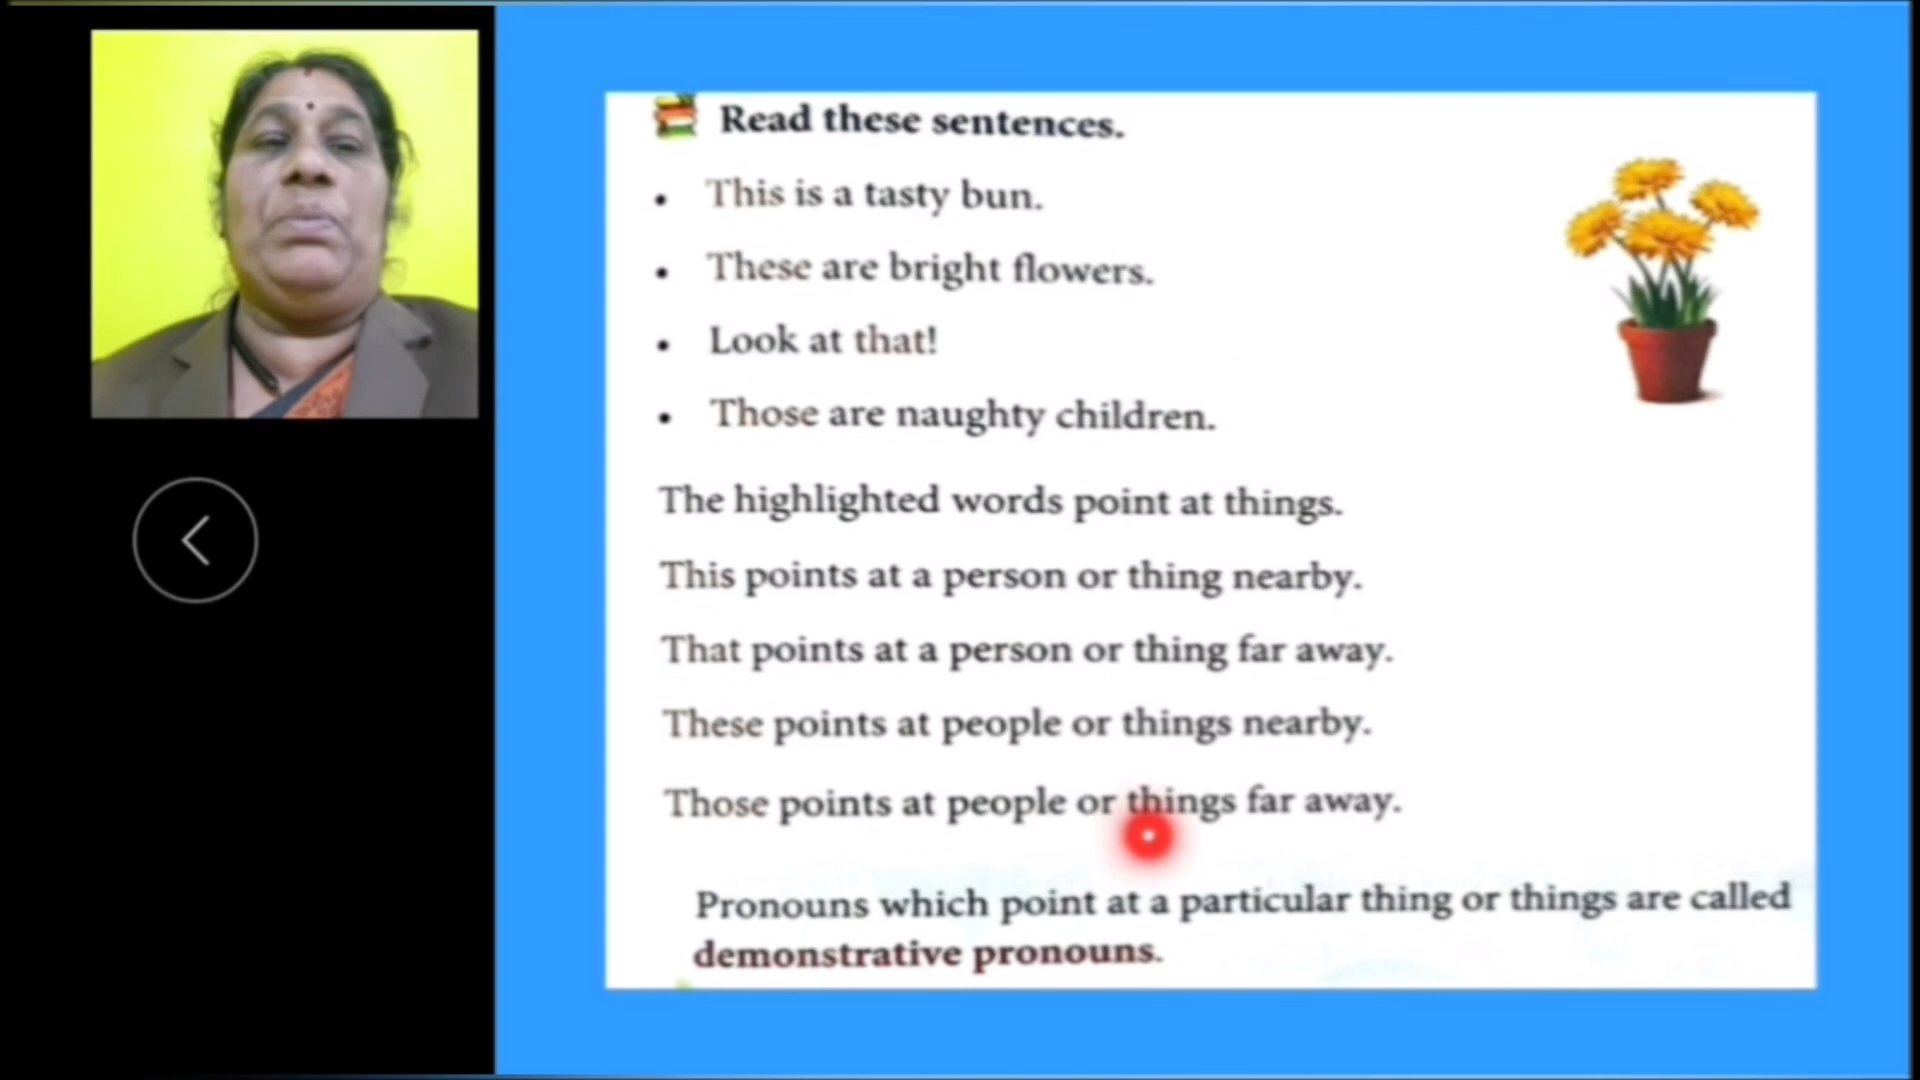 Read these sentences.
• This is a tasty bun.
• These are bright flowers.
• Look at that!
• Those are naughty children.
The highlighted words point at things.
This points at a person or thing nearby.
That points at a person or thing far away.
These points at people or things nearby.
Those points at people or things far away.
Pronouns which point at a particular thing or things are called
demonstrative pronouns.